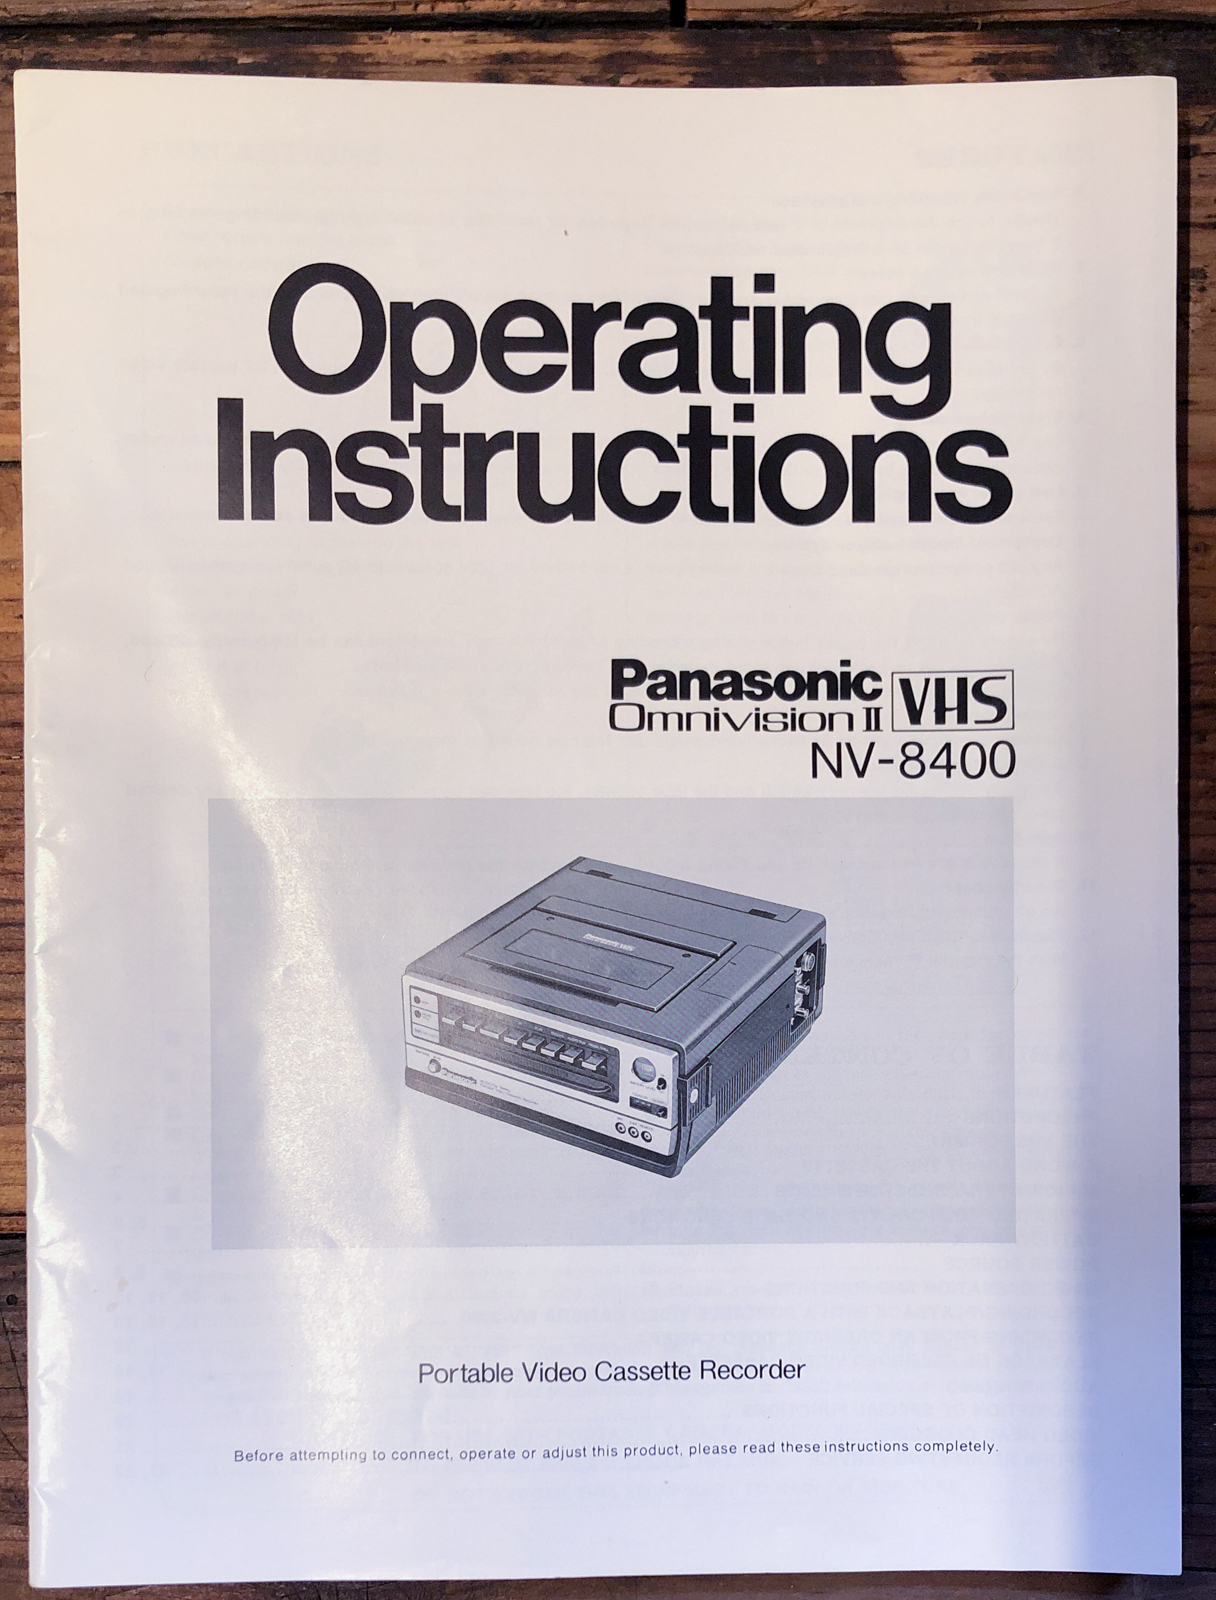 Operating
Instructions
Panasonic VHS
Omnivision II
NV-8400
Portable Video Cassette Recorder
Before attempting to connect, operate or adjust this product, please read these instructions completely.